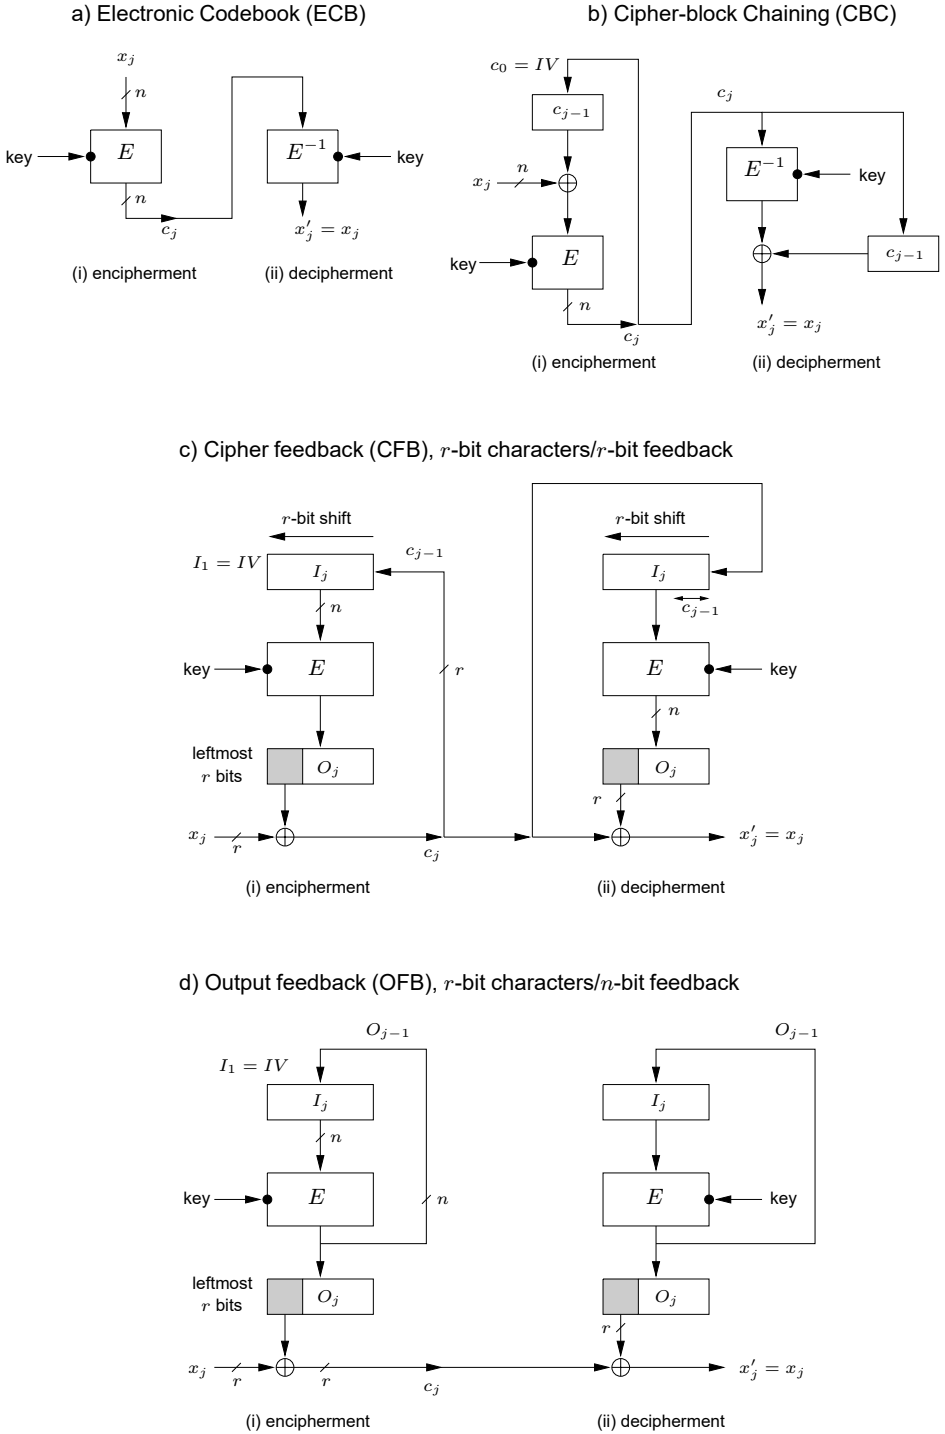 a) Electronic Codebook (ECB)
x_j
n
key
E
n
c_j
E^{-1}
key
x'_j = x_j
(i) encipherment
(ii) decipherment
b) Cipher-block Chaining (CBC)
c_0 = IV
c_{j-1}
n
x_j
key
E
n
c_j
(i) encipherment
c_j
E^{-1}
key
c_{j-1}
x'_j = x_j
(ii) decipherment
c) Cipher feedback (CFB), r-bit characters/r-bit feedback
r-bit shift
I_1 = IV
I_j
c_{j-1}
n
key
E
r
leftmost
r bits
O_j
x_j
r
c_j
(i) encipherment
r-bit shift
I_j
c_{j-1}
E
key
n
O_j
r
x'_j = x_j
(ii) decipherment
d) Output feedback (OFB), r-bit characters/n-bit feedback
O_{j-1}
I_1 = IV
I_j
n
key
E
n
leftmost
r bits
O_j
x_j
r
r
c_j
(i) encipherment
O_{j-1}
I_j
E
key
O_j
r
x'_j = x_j
(ii) decipherment